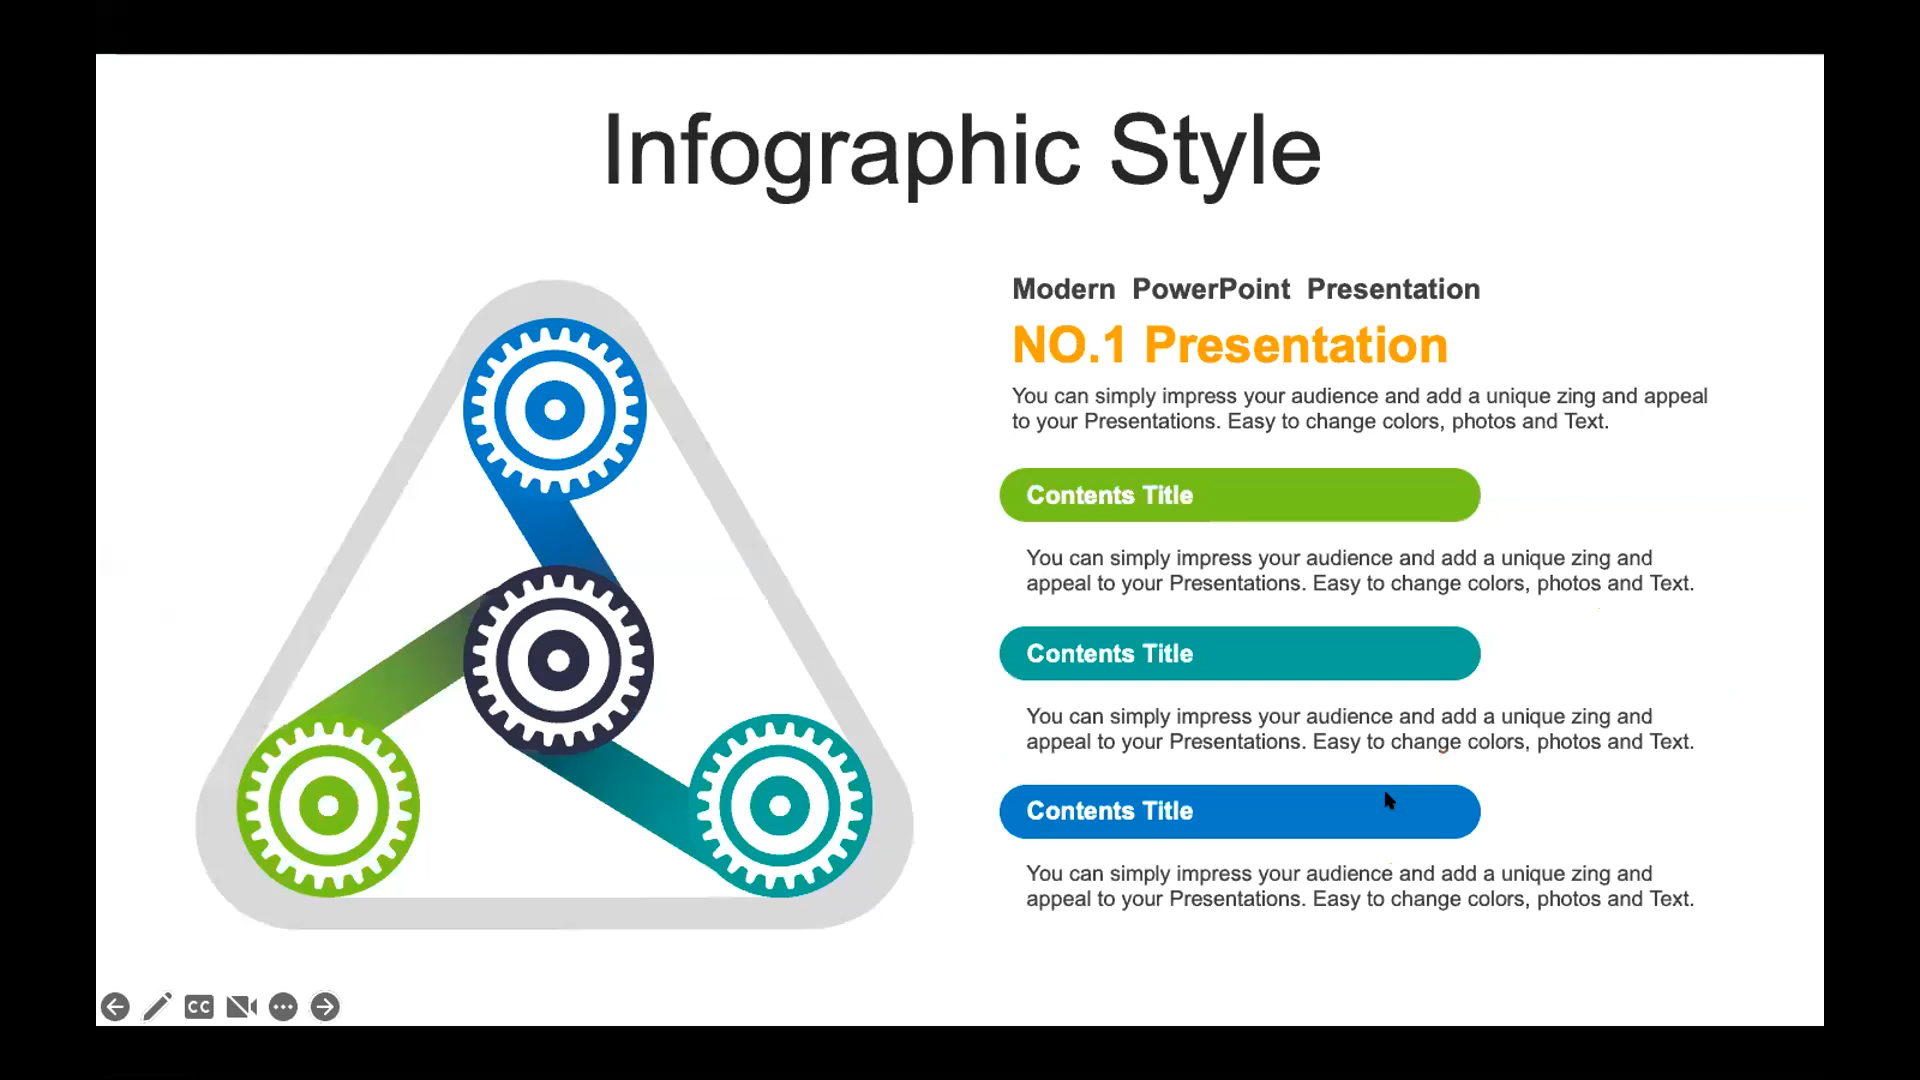 Infographic Style
Modern PowerPoint Presentation
NO.1 Presentation
You can simply impress your audience and add a unique zing and appeal
to your Presentations. Easy to change colors, photos and Text.
Contents Title
You can simply impress your audience and add a unique zing and
appeal to your Presentations. Easy to change colors, photos and Text.
Contents Title
You can simply impress your audience and add a unique zing and
appeal to your Presentations. Easy to change colors, photos and Text.
Contents Title
You can simply impress your audience and add a unique zing and
appeal to your Presentations. Easy to change colors, photos and Text.
CC